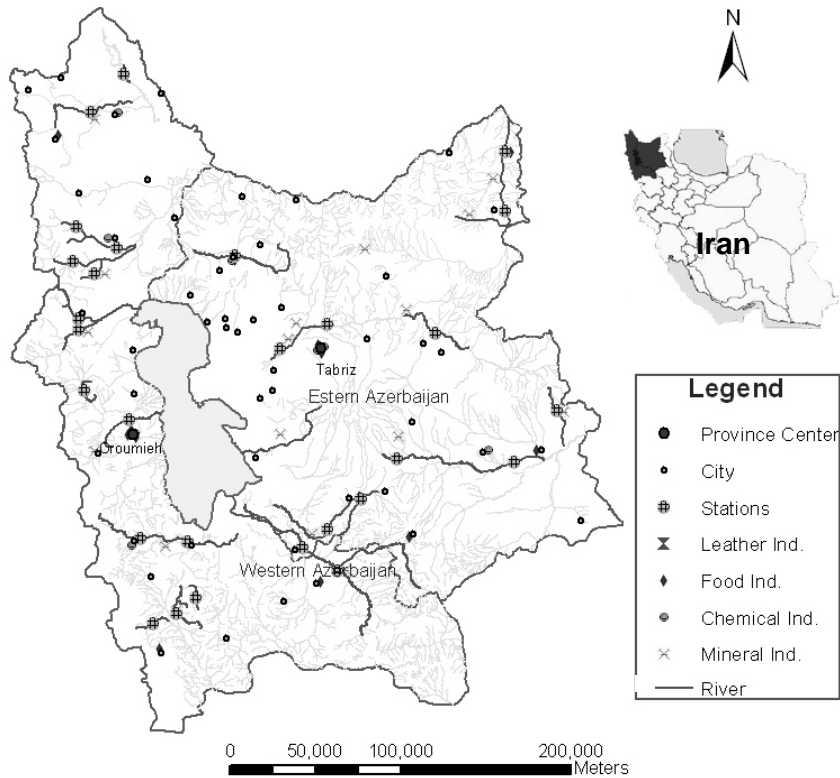 N
Iran
Tabriz
Estern Azerbaijan
Oroumieh
Western Azerbaijan
Legend
Province Center
City
Stations
Leather Ind.
Food Ind.
Chemical Ind.
Mineral Ind.
River
0 50,000 100,000 200,000
Meters